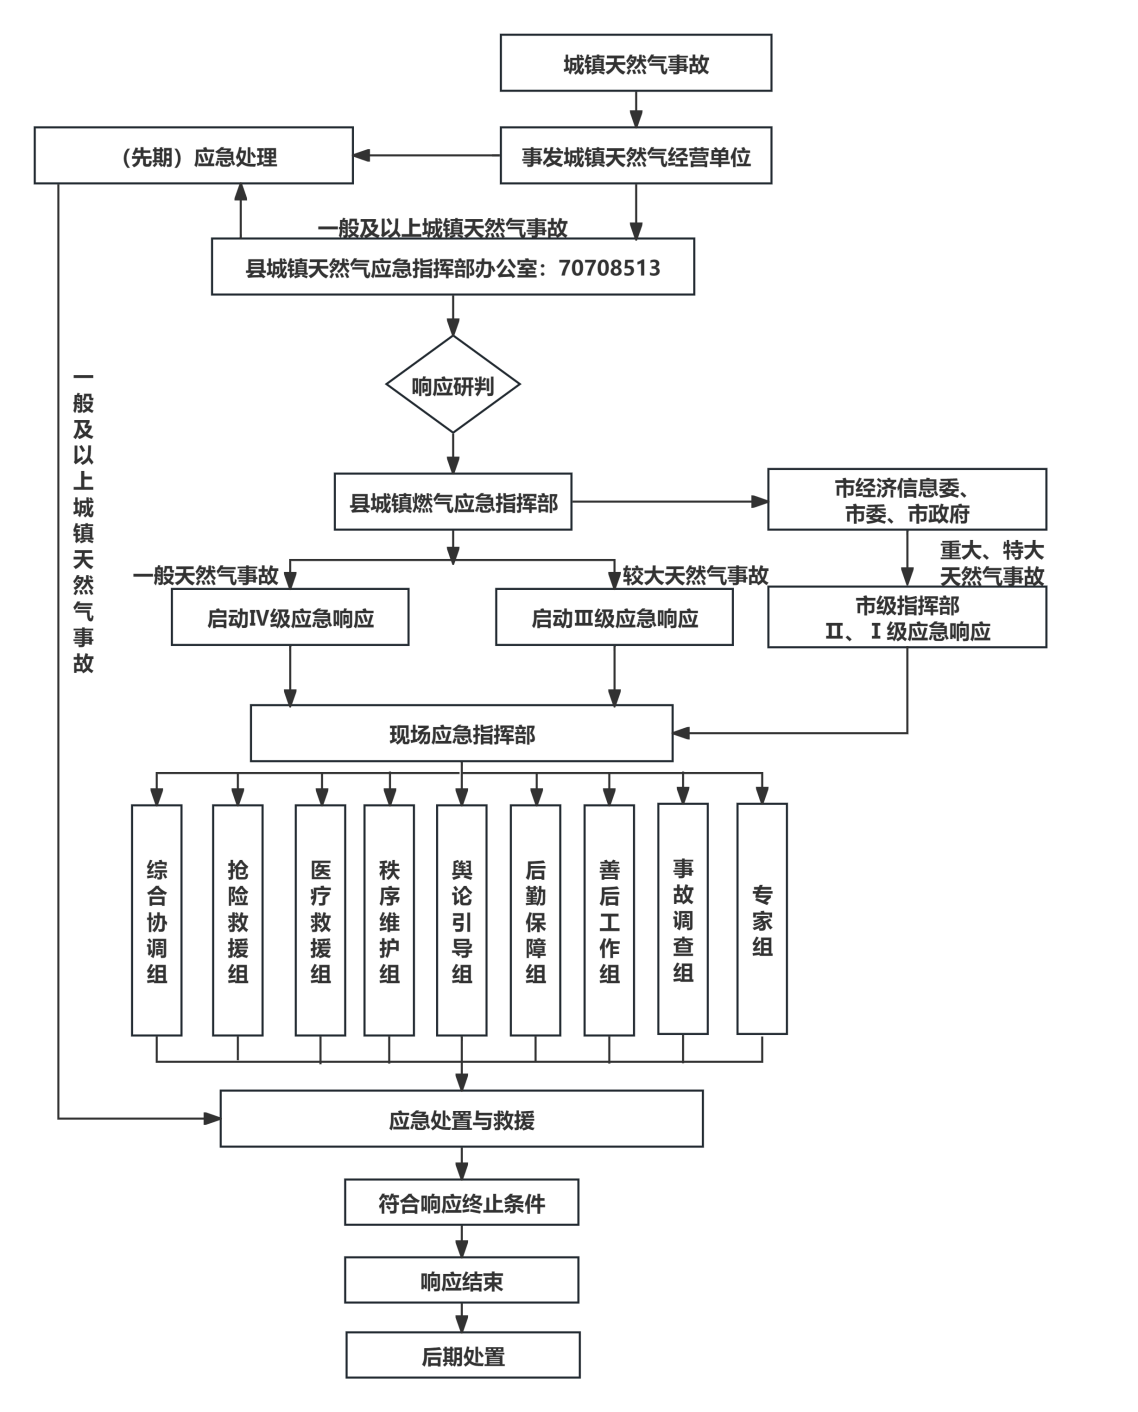 城镇天然气事故
（先期）应急处理
事发城镇天然气经营单位
一般及以上城镇天然气事故
县城镇天然气应急指挥部办公室：70708513
响应研判
一般及以上城镇天然气事故
县城镇燃气应急指挥部
市经济信息委、
市委、市政府
重大、特大
天然气事故
一般天然气事故
较大天然气事故
启动Ⅳ级应急响应
启动Ⅲ级应急响应
市级指挥部
Ⅱ、Ⅰ级应急响应
现场应急指挥部
综合协调组
抢险救援组
医疗救援组
秩序维护组
舆论引导组
后勤保障组
善后工作组
事故调查组
专家组
应急处置与救援
符合响应终止条件
响应结束
后期处置